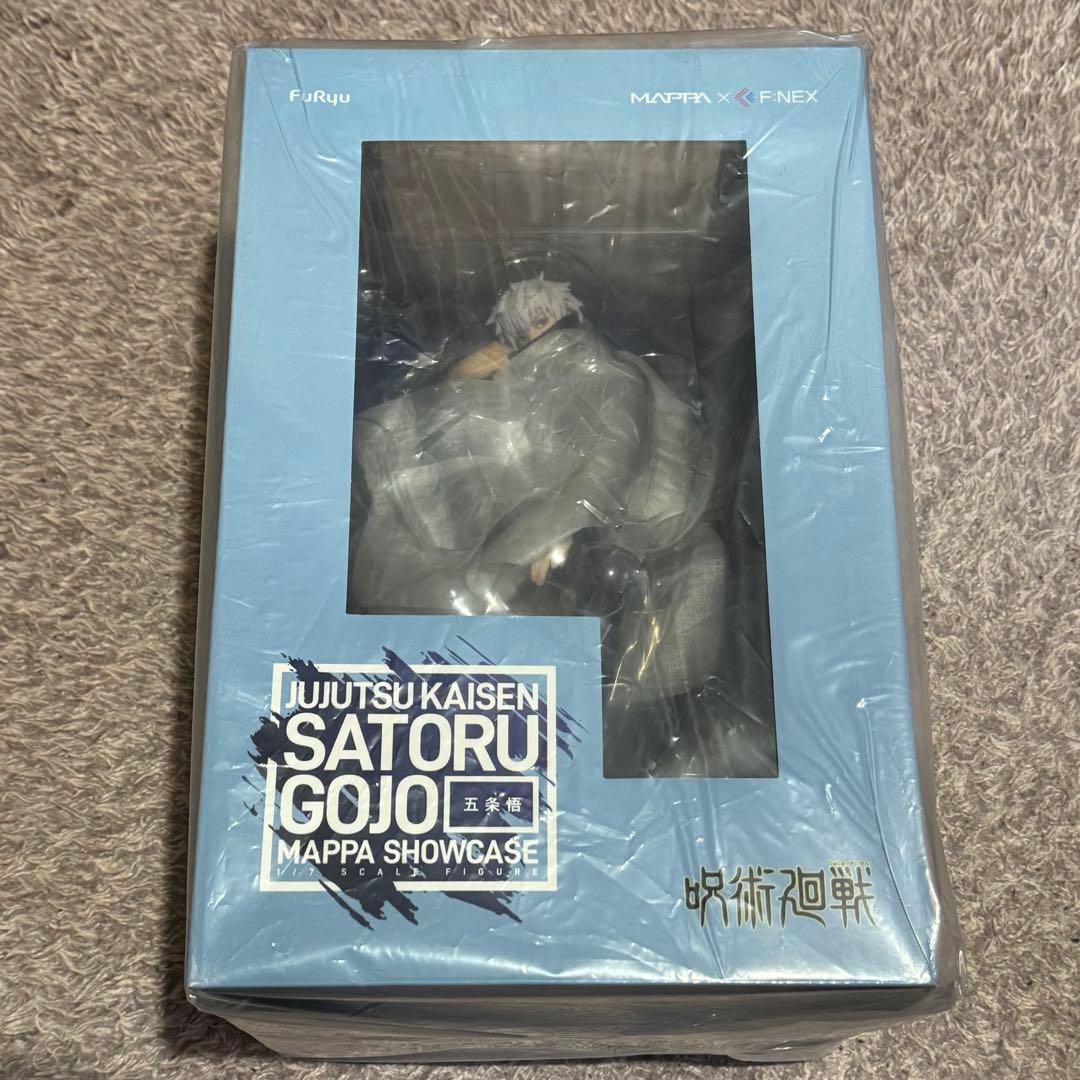 FuRyu
MAPPA × F:NEX
JUJUTSU KAISEN
SATORU
GOJO 五条悟
MAPPA SHOWCASE
1/7 SCALE FIGURE
呪術廻戦